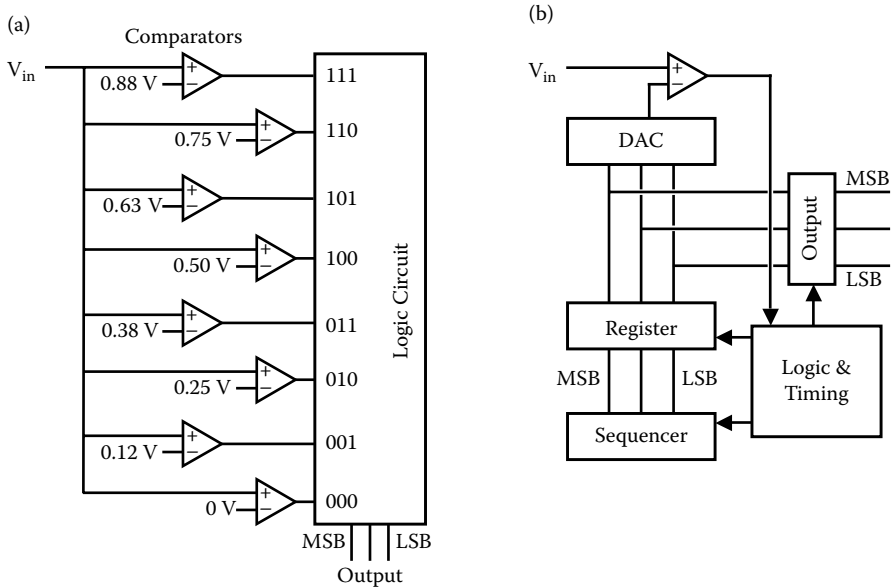 (a)
Comparators
V_in
+
−
0.88 V
111
+
−
0.75 V
110
+
−
0.63 V
101
+
−
0.50 V
100
+
−
0.38 V
011
+
−
0.25 V
010
+
−
0.12 V
001
+
−
0 V
000
Logic Circuit
MSB
LSB
Output
(b)
V_in
+
−
DAC
MSB
Output
LSB
Register
MSB
LSB
Logic &
Timing
Sequencer